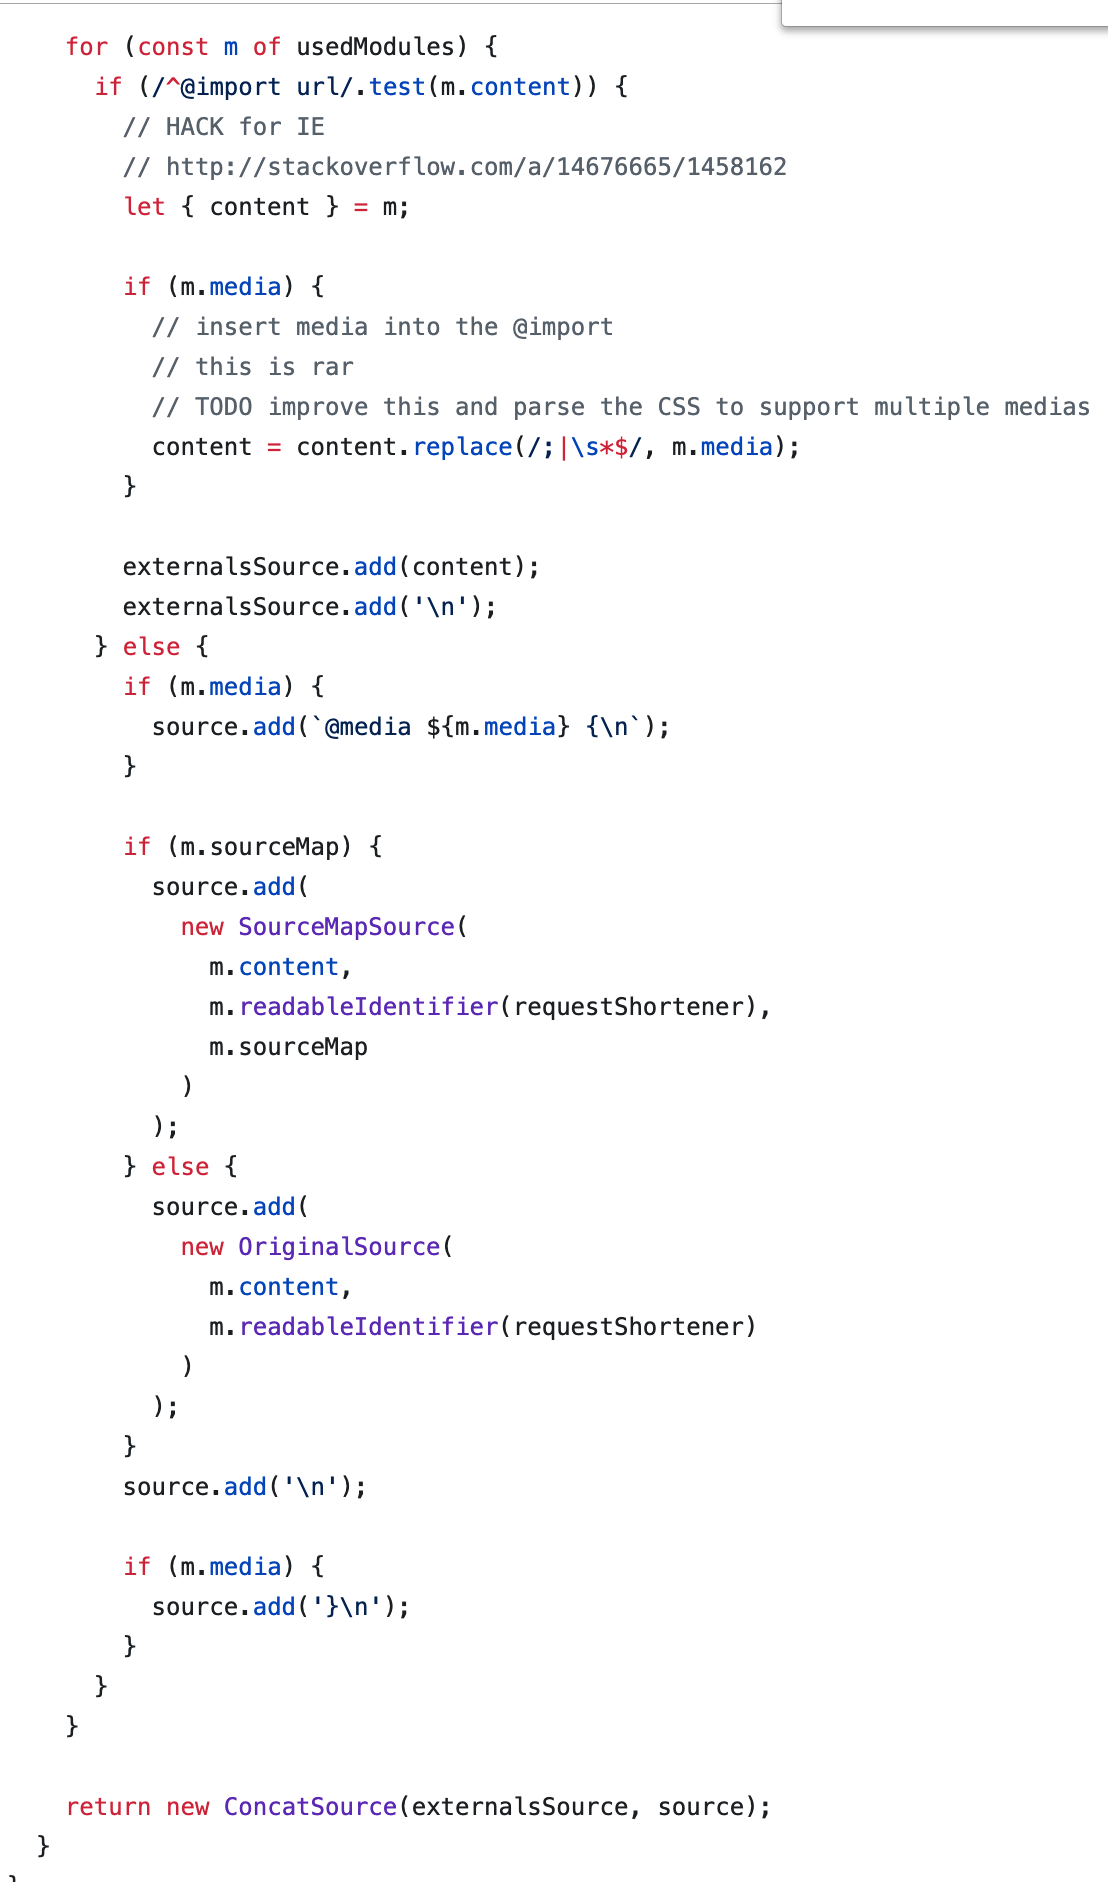 for (const m of usedModules) {
if (/^@import url/.test(m.content)) {
// HACK for IE
// http://stackoverflow.com/a/14676665/1458162
let { content } = m;
if (m.media) {
// insert media into the @import
// this is rar
// TODO improve this and parse the CSS to support multiple medias
content = content.replace(/;|\s*$/, m.media);
}
externalsSource.add(content);
externalsSource.add('\n');
} else {
if (m.media) {
source.add(`@media ${m.media} {\n`);
}
if (m.sourceMap) {
source.add(
new SourceMapSource(
m.content,
m.readableIdentifier(requestShortener),
m.sourceMap
)
);
} else {
source.add(
new OriginalSource(
m.content,
m.readableIdentifier(requestShortener)
)
);
}
source.add('\n');
if (m.media) {
source.add('}\n');
}
}
}
return new ConcatSource(externalsSource, source);
}